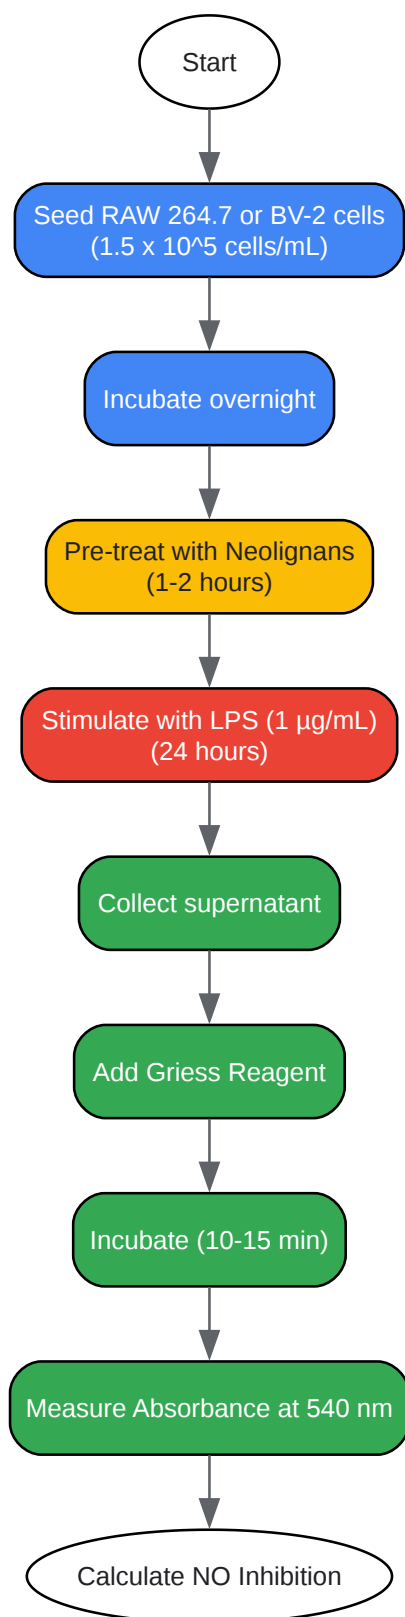 Start
Seed RAW 264.7 or BV-2 cells
(1.5 x 10^5 cells/mL)
Incubate overnight
Pre-treat with Neolignans
(1-2 hours)
Stimulate with LPS (1 µg/mL)
(24 hours)
Collect supernatant
Add Griess Reagent
Incubate (10-15 min)
Measure Absorbance at 540 nm
Calculate NO Inhibition